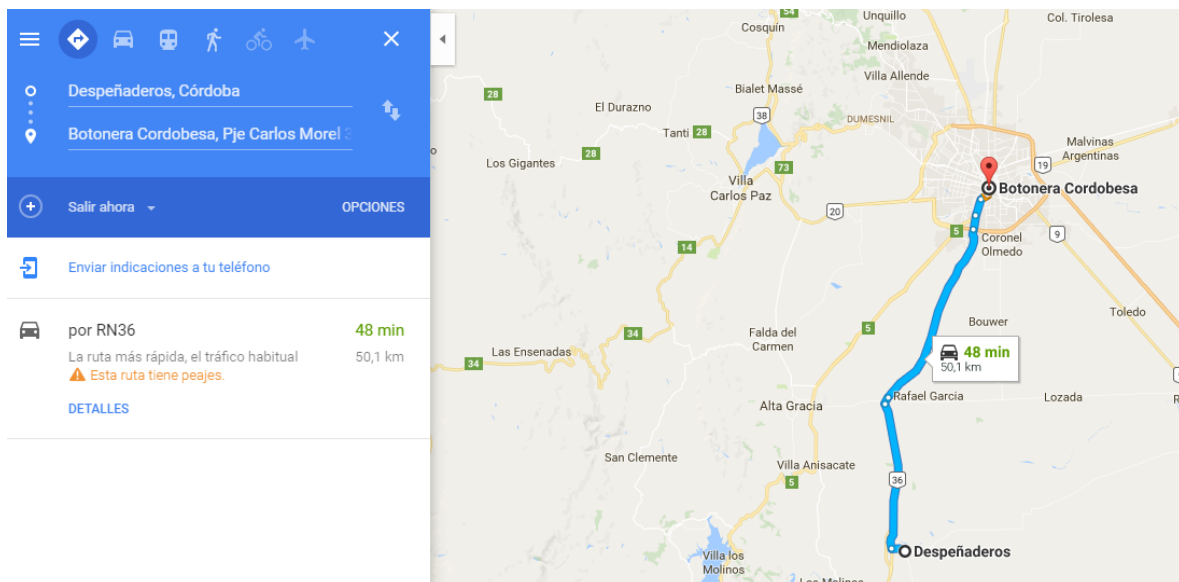 Despeñaderos, Córdoba
Botonera Cordobesa, Pje Carlos Morel 3
Salir ahora
OPCIONES
Enviar indicaciones a tu teléfono
por RN36
48 min
La ruta más rápida, el tráfico habitual
50,1 km
Esta ruta tiene peajes.
DETALLES
54
Unquillo
Col. Tirolesa
Cosquín
Mendiolaza
Villa Allende
28
Bialet Massé
El Durazno
38
DUMESNIL
Tanti
28
Malvinas
Argentinas
28
Los Gigantes
73
19
Villa
Carlos Paz
Botonera Cordobesa
20
5
9
Coronel
Olmedo
14
Toledo
5
Bouwer
34
Falda del
Carmen
Las Ensenadas
34
48 min
50,1 km
Rafael Garcia
Lozada
Alta Gracia
San Clemente
Villa Anisacate
5
36
Despeñaderos
Villa los
Molinos
Los Molinos